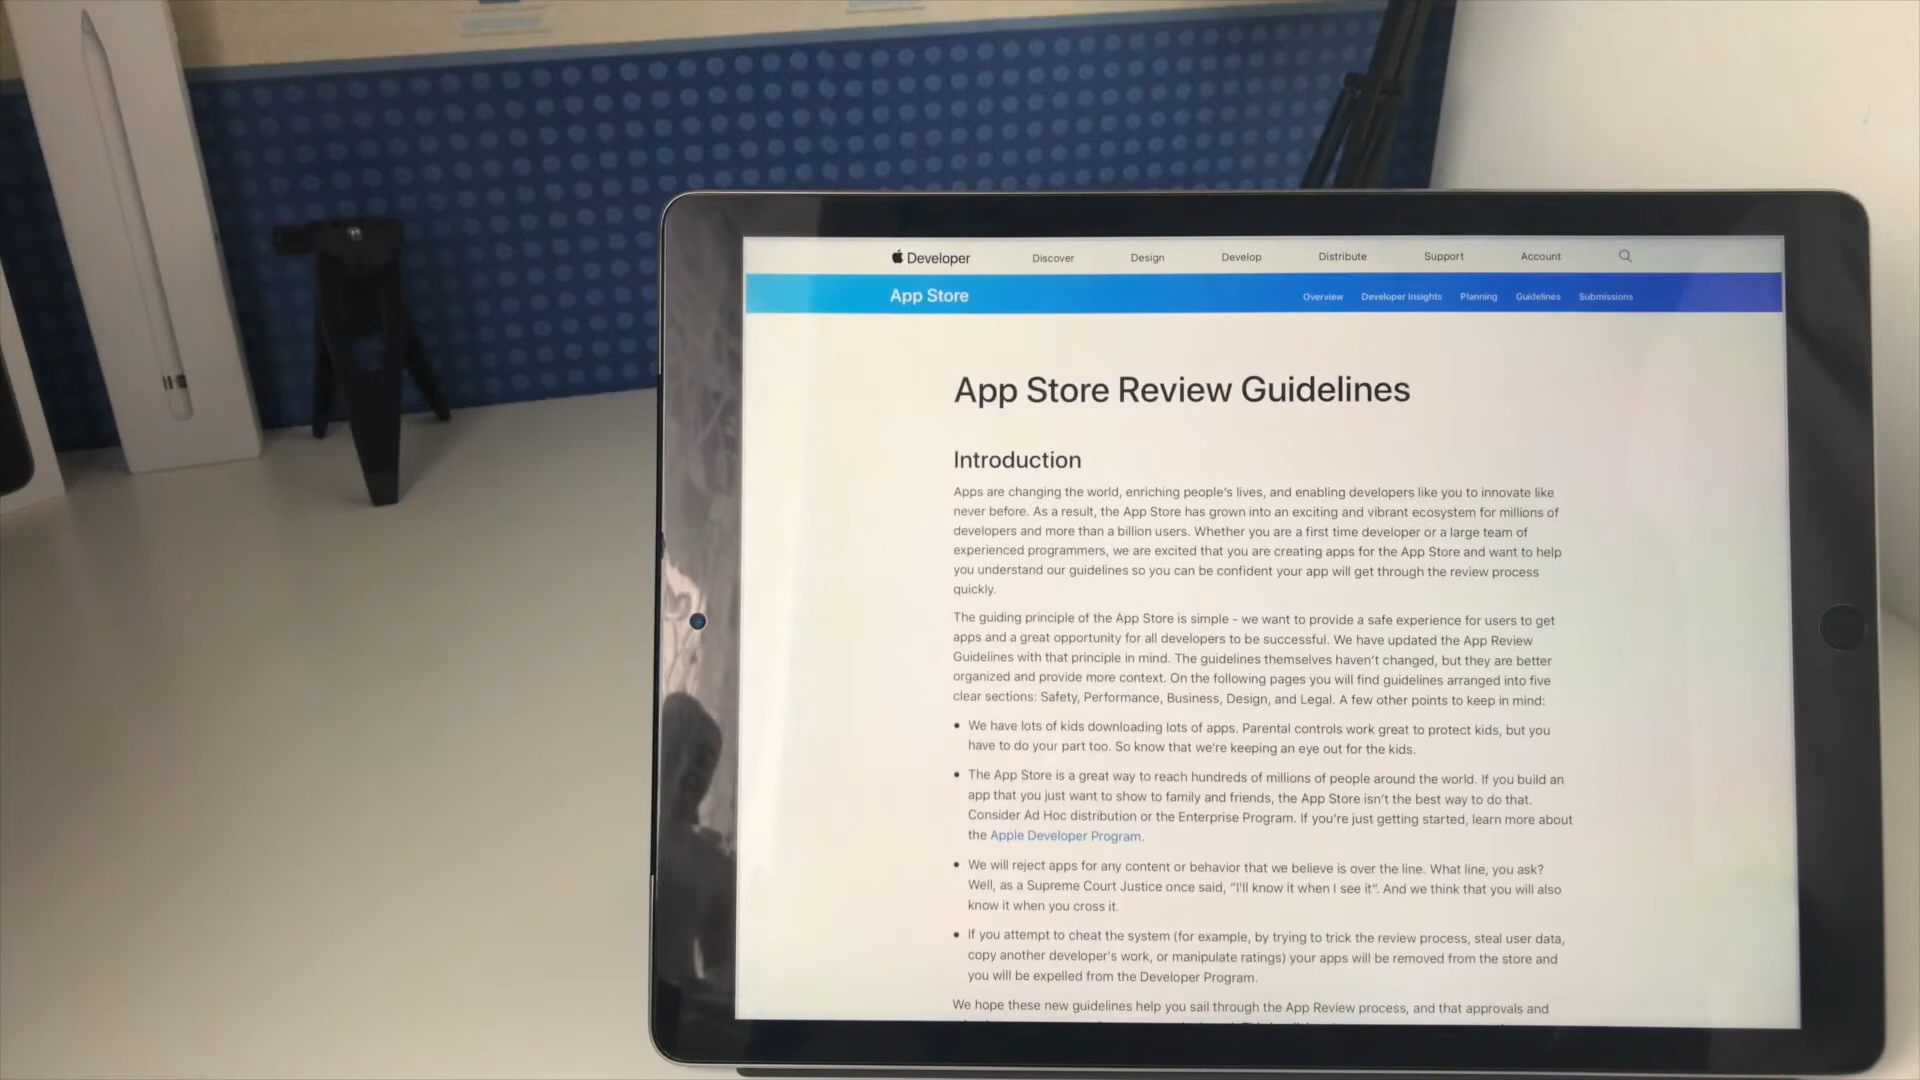 Developer Discover Design Develop Distribute Support Account
App Store Overview Developer Insights Planning Guidelines Submissions
App Store Review Guidelines
Introduction
Apps are changing the world, enriching people's lives, and enabling developers like you to innovate like
never before. As a result, the App Store has grown into an exciting and vibrant ecosystem for millions of
developers and more than a billion users. Whether you are a first time developer or a large team of
experienced programmers, we are excited that you are creating apps for the App Store and want to help
you understand our guidelines so you can be confident your app will get through the review process
quickly.
The guiding principle of the App Store is simple - we want to provide a safe experience for users to get
apps and a great opportunity for all developers to be successful. We have updated the App Review
Guidelines with that principle in mind. The guidelines themselves haven't changed, but they are better
organized and provide more context. On the following pages you will find guidelines arranged into five
clear sections: Safety, Performance, Business, Design, and Legal. A few other points to keep in mind:
• We have lots of kids downloading lots of apps. Parental controls work great to protect kids, but you
have to do your part too. So know that we're keeping an eye out for the kids.
• The App Store is a great way to reach hundreds of millions of people around the world. If you build an
app that you just want to show to family and friends, the App Store isn't the best way to do that.
Consider Ad Hoc distribution or the Enterprise Program. If you're just getting started, learn more about
the Apple Developer Program.
• We will reject apps for any content or behavior that we believe is over the line. What line, you ask?
Well, as a Supreme Court Justice once said, "I'll know it when I see it". And we think that you will also
know it when you cross it.
• If you attempt to cheat the system (for example, by trying to trick the review process, steal user data,
copy another developer's work, or manipulate ratings) your apps will be removed from the store and
you will be expelled from the Developer Program.
We hope these new guidelines help you sail through the App Review process, and that approvals and